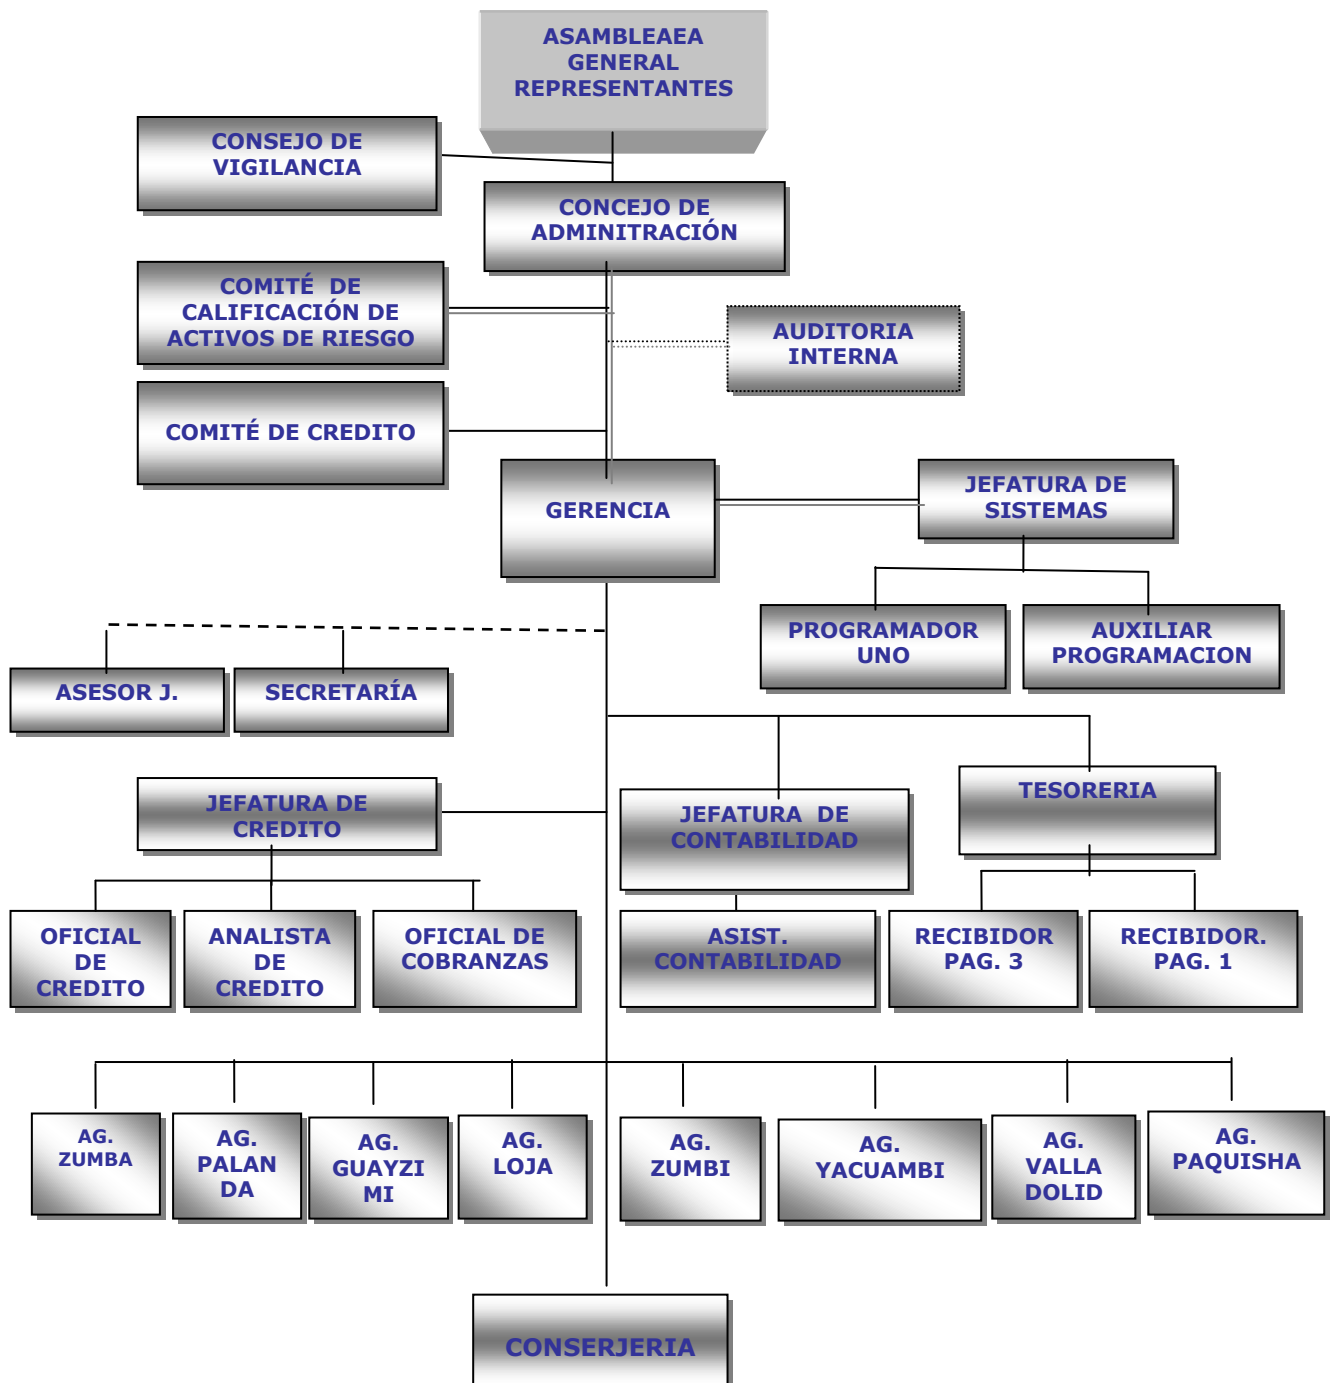 ASAMBLEAEA
GENERAL
REPRESENTANTES
CONSEJO DE
VIGILANCIA
CONCEJO DE
ADMINITRACIÓN
COMITÉ DE
CALIFICACIÓN DE
ACTIVOS DE RIESGO
AUDITORIA
INTERNA
COMITÉ DE CREDITO
GERENCIA
JEFATURA DE
SISTEMAS
PROGRAMADOR
UNO
AUXILIAR
PROGRAMACION
ASESOR J.
SECRETARÍA
JEFATURA DE
CREDITO
JEFATURA DE
CONTABILIDAD
TESORERIA
OFICIAL
DE
CREDITO
ANALISTA
DE
CREDITO
OFICIAL DE
COBRANZAS
ASIST.
CONTABILIDAD
RECIBIDOR
PAG. 3
RECIBIDOR.
PAG. 1
AG.
ZUMBA
AG.
PALAN
DA
AG.
GUAYZI
MI
AG.
LOJA
AG.
ZUMBI
AG.
YACUAMBI
AG.
VALLA
DOLID
AG.
PAQUISHA
CONSERJERIA